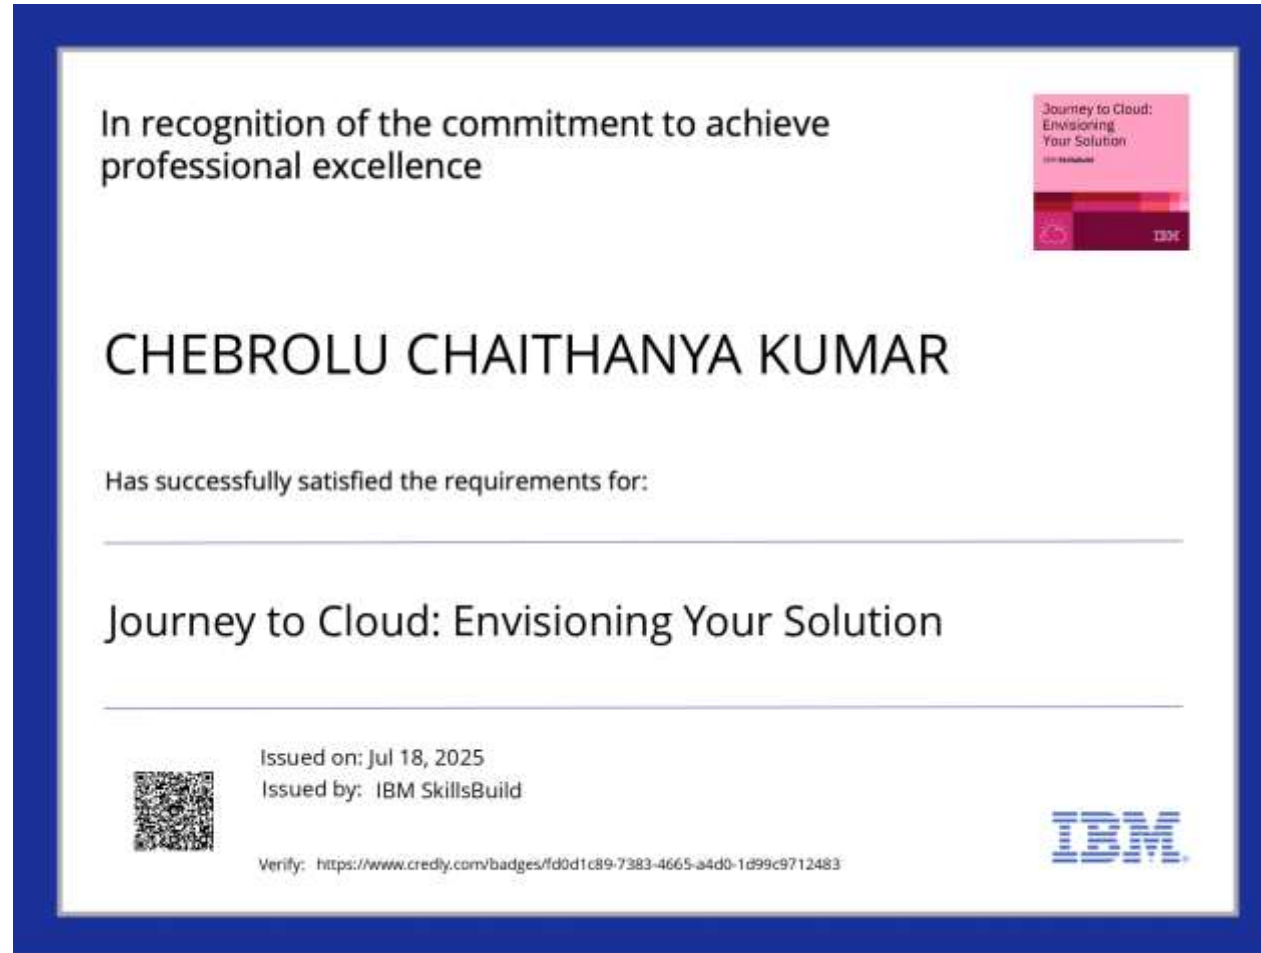 In recognition of the commitment to achieve
professional excellence
Journey to Cloud:
Envisioning
Your Solution
IBM SkillsBuild
IBM
CHEBROLU CHAITHANYA KUMAR
Has successfully satisfied the requirements for:
Journey to Cloud: Envisioning Your Solution
Issued on: Jul 18, 2025
Issued by: IBM SkillsBuild
Verify: https://www.credly.com/badges/fd0d1c89-7383-4665-a4d0-1d99c9712483
IBM.